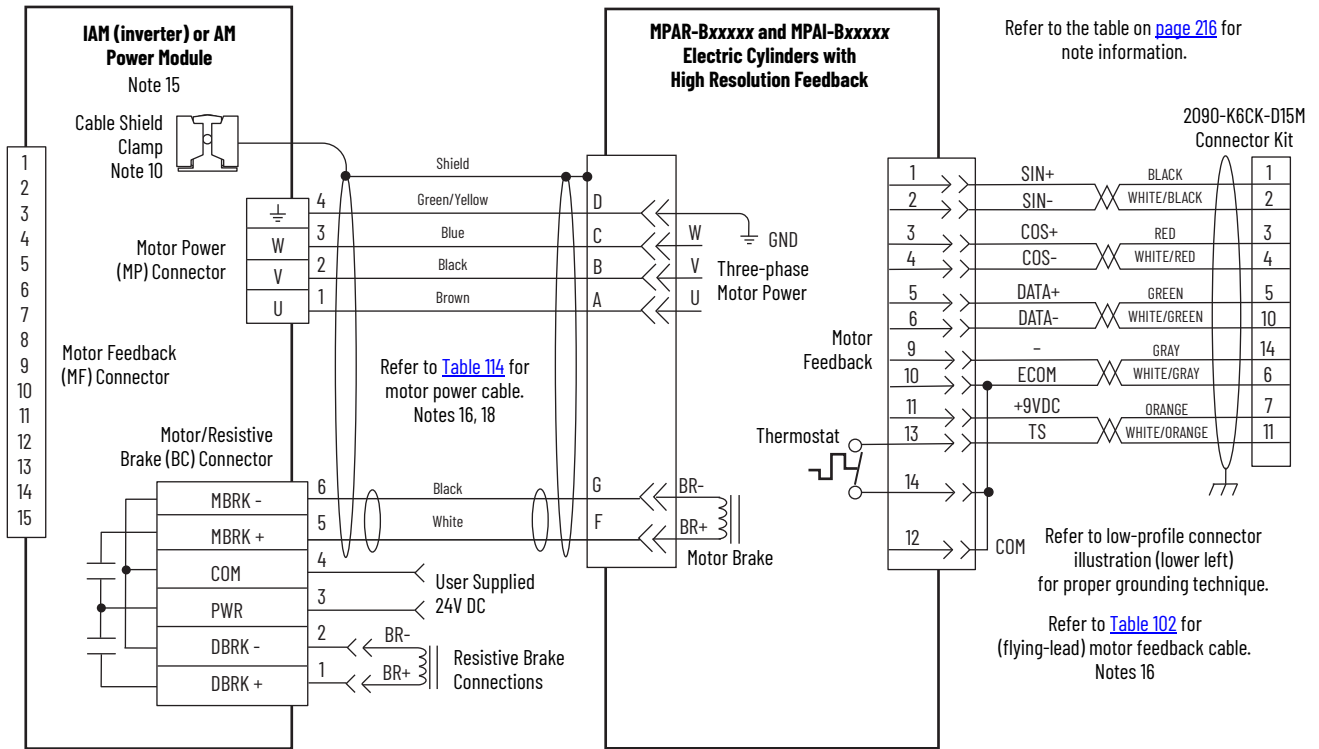 IAM (inverter) or AM
Power Module
Note 15
Cable Shield
Clamp
Note 10
1
2
3
4
5
6
7
8
9
10
11
12
13
14
15
Motor Feedback
(MF) Connector
Motor Power
(MP) Connector
W
V
U
4
3
2
1
Shield
Green/Yellow
Blue
Black
Brown
Refer to Table 114 for
motor power cable.
Notes 16, 18
Motor/Resistive
Brake (BC) Connector
MBRK -
MBRK +
COM
PWR
DBRK -
DBRK +
6
5
4
3
2
1
Black
White
User Supplied
24V DC
BR-
BR+
Resistive Brake
Connections
MPAR-Bxxxxx and MPAI-Bxxxxx
Electric Cylinders with
High Resolution Feedback
D
C
B
A
GND
W
V
U
Three-phase
Motor Power
G
F
BR-
BR+
Motor Brake
Motor
Feedback
Thermostat
1
2
3
4
5
6
9
10
11
13
14
12
SIN+
SIN-
COS+
COS-
DATA+
DATA-
–
ECOM
+9VDC
TS
COM
BLACK
WHITE/BLACK
RED
WHITE/RED
GREEN
WHITE/GREEN
GRAY
WHITE/GRAY
ORANGE
WHITE/ORANGE
Refer to the table on page 216 for
note information.
2090-K6CK-D15M
Connector Kit
1
2
3
4
5
10
14
6
7
11
Refer to low-profile connector
illustration (lower left)
for proper grounding technique.
Refer to Table 102 for
(flying-lead) motor feedback cable.
Notes 16